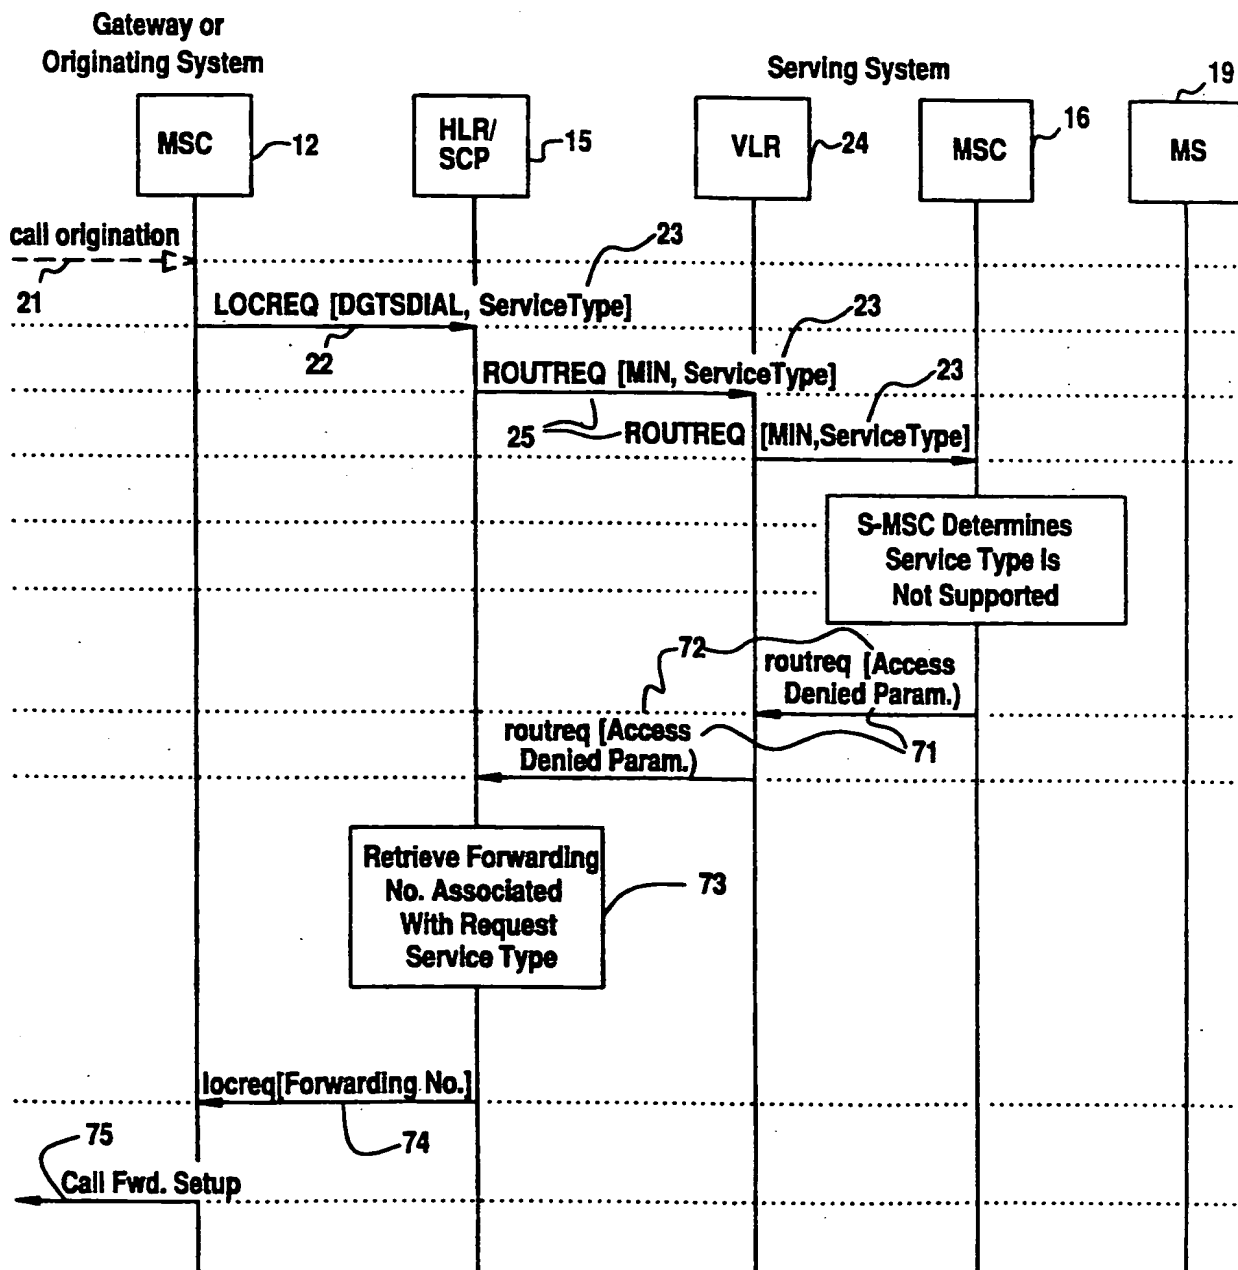 Gateway or
Originating System
Serving System
MSC
12
HLR/
SCP
15
VLR
24
MSC
16
MS
19
call origination
21
LOCREQ [DGTSDIAL, ServiceType]
23
22
ROUTREQ [MIN, ServiceType]
23
25
ROUTREQ [MIN,ServiceType]
23
S-MSC Determines
Service Type is
Not Supported
72
routreq [Access
Denied Param.)
routreq [Access
Denied Param.)
71
Retrieve Forwarding
No. Associated
With Request
Service Type
73
locreq[Forwarding No.]
74
75
Call Fwd. Setup